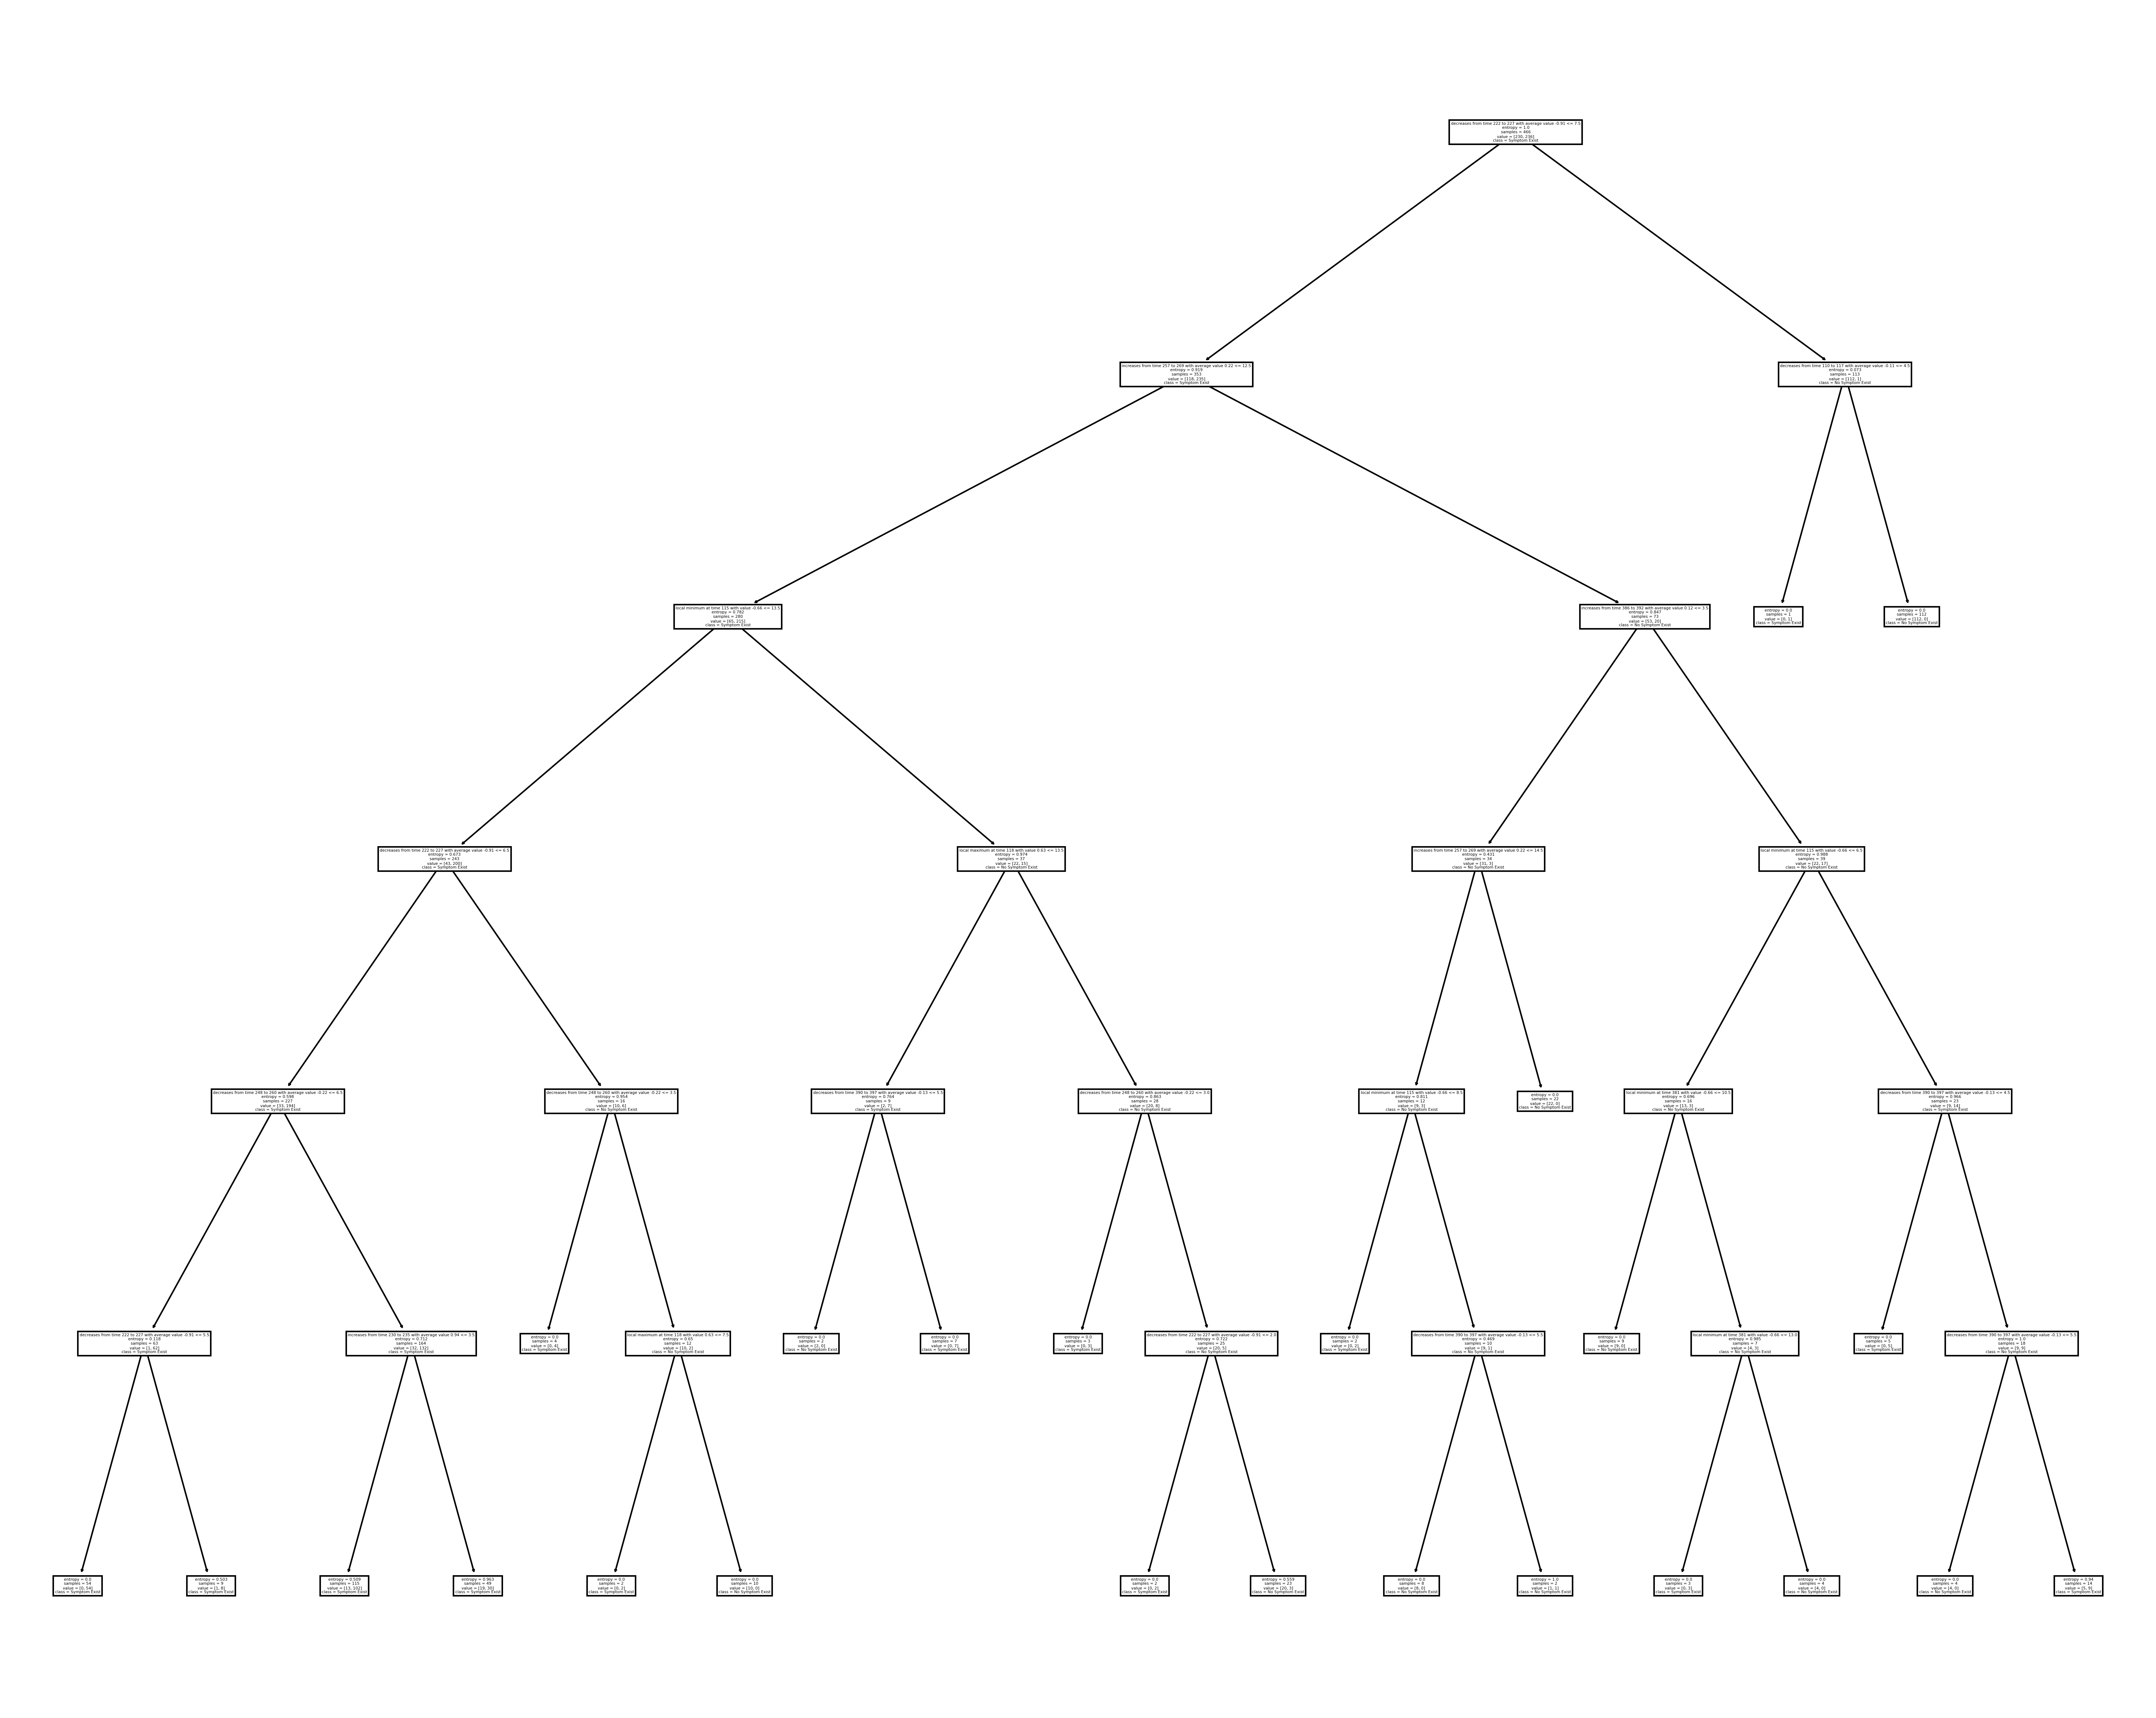 decreases from time 222 to 227 with average value -0.91 <= 7.5
entropy = 1.0
samples = 466
value = [230, 236]
class = Symptom Exist
increases from time 257 to 269 with average value 0.22 <= 12.5
entropy = 0.919
samples = 353
value = [118, 235]
class = Symptom Exist
decreases from time 110 to 117 with average value -0.11 <= 4.5
entropy = 0.073
samples = 113
value = [112, 1]
class = No Symptom Exist
local minimum at time 115 with value -0.66 <= 13.5
entropy = 0.782
samples = 280
value = [65, 215]
class = Symptom Exist
increases from time 386 to 392 with average value 0.12 <= 3.5
entropy = 0.847
samples = 73
value = [53, 20]
class = No Symptom Exist
entropy = 0.0
samples = 1
value = [0, 1]
class = Symptom Exist
entropy = 0.0
samples = 112
value = [112, 0]
class = No Symptom Exist
decreases from time 222 to 227 with average value -0.91 <= 6.5
entropy = 0.673
samples = 243
value = [43, 200]
class = Symptom Exist
local maximum at time 118 with value 0.63 <= 13.5
entropy = 0.974
samples = 37
value = [22, 15]
class = No Symptom Exist
increases from time 257 to 269 with average value 0.22 <= 14.5
entropy = 0.431
samples = 34
value = [31, 3]
class = No Symptom Exist
local minimum at time 115 with value -0.66 <= 6.5
entropy = 0.988
samples = 39
value = [22, 17]
class = No Symptom Exist
decreases from time 248 to 260 with average value -0.22 <= 6.5
entropy = 0.598
samples = 227
value = [33, 194]
class = Symptom Exist
decreases from time 248 to 260 with average value -0.22 <= 5.5
entropy = 0.954
samples = 16
value = [10, 6]
class = No Symptom Exist
decreases from time 390 to 397 with average value -0.13 <= 5.5
entropy = 0.764
samples = 9
value = [2, 7]
class = Symptom Exist
decreases from time 248 to 260 with average value -0.22 <= 3.0
entropy = 0.863
samples = 28
value = [20, 8]
class = No Symptom Exist
local minimum at time 115 with value -0.66 <= 8.5
entropy = 0.811
samples = 12
value = [9, 3]
class = No Symptom Exist
entropy = 0.0
samples = 22
value = [22, 0]
class = No Symptom Exist
local minimum at time 381 with value -0.66 <= 10.5
entropy = 0.696
samples = 16
value = [13, 3]
class = No Symptom Exist
decreases from time 390 to 397 with average value -0.13 <= 4.5
entropy = 0.966
samples = 23
value = [9, 14]
class = Symptom Exist
decreases from time 222 to 227 with average value -0.91 <= 5.5
entropy = 0.118
samples = 63
value = [1, 62]
class = Symptom Exist
increases from time 230 to 235 with average value 0.94 <= 3.5
entropy = 0.712
samples = 164
value = [32, 132]
class = Symptom Exist
entropy = 0.0
samples = 4
value = [0, 4]
class = Symptom Exist
local maximum at time 118 with value 0.63 <= 7.5
entropy = 0.65
samples = 12
value = [10, 2]
class = No Symptom Exist
entropy = 0.0
samples = 2
value = [2, 0]
class = No Symptom Exist
entropy = 0.0
samples = 7
value = [0, 7]
class = Symptom Exist
entropy = 0.0
samples = 3
value = [0, 3]
class = Symptom Exist
decreases from time 222 to 227 with average value -0.91 <= 2.0
entropy = 0.722
samples = 25
value = [20, 5]
class = No Symptom Exist
entropy = 0.0
samples = 2
value = [0, 2]
class = Symptom Exist
decreases from time 390 to 397 with average value -0.13 <= 5.5
entropy = 0.469
samples = 10
value = [9, 1]
class = No Symptom Exist
entropy = 0.0
samples = 9
value = [9, 0]
class = No Symptom Exist
local minimum at time 381 with value -0.66 <= 13.0
entropy = 0.985
samples = 7
value = [4, 3]
class = No Symptom Exist
entropy = 0.0
samples = 5
value = [0, 5]
class = Symptom Exist
decreases from time 390 to 397 with average value -0.13 <= 5.5
entropy = 1.0
samples = 18
value = [9, 9]
class = No Symptom Exist
entropy = 0.0
samples = 54
value = [0, 54]
class = Symptom Exist
entropy = 0.503
samples = 9
value = [1, 8]
class = Symptom Exist
entropy = 0.509
samples = 115
value = [13, 102]
class = Symptom Exist
entropy = 0.963
samples = 49
value = [19, 30]
class = Symptom Exist
entropy = 0.0
samples = 2
value = [0, 2]
class = Symptom Exist
entropy = 0.0
samples = 10
value = [10, 0]
class = No Symptom Exist
entropy = 0.0
samples = 2
value = [0, 2]
class = Symptom Exist
entropy = 0.559
samples = 23
value = [20, 3]
class = No Symptom Exist
entropy = 0.0
samples = 8
value = [8, 0]
class = No Symptom Exist
entropy = 1.0
samples = 2
value = [1, 1]
class = No Symptom Exist
entropy = 0.0
samples = 3
value = [0, 3]
class = Symptom Exist
entropy = 0.0
samples = 4
value = [4, 0]
class = No Symptom Exist
entropy = 0.0
samples = 4
value = [4, 0]
class = No Symptom Exist
entropy = 0.94
samples = 14
value = [5, 9]
class = Symptom Exist